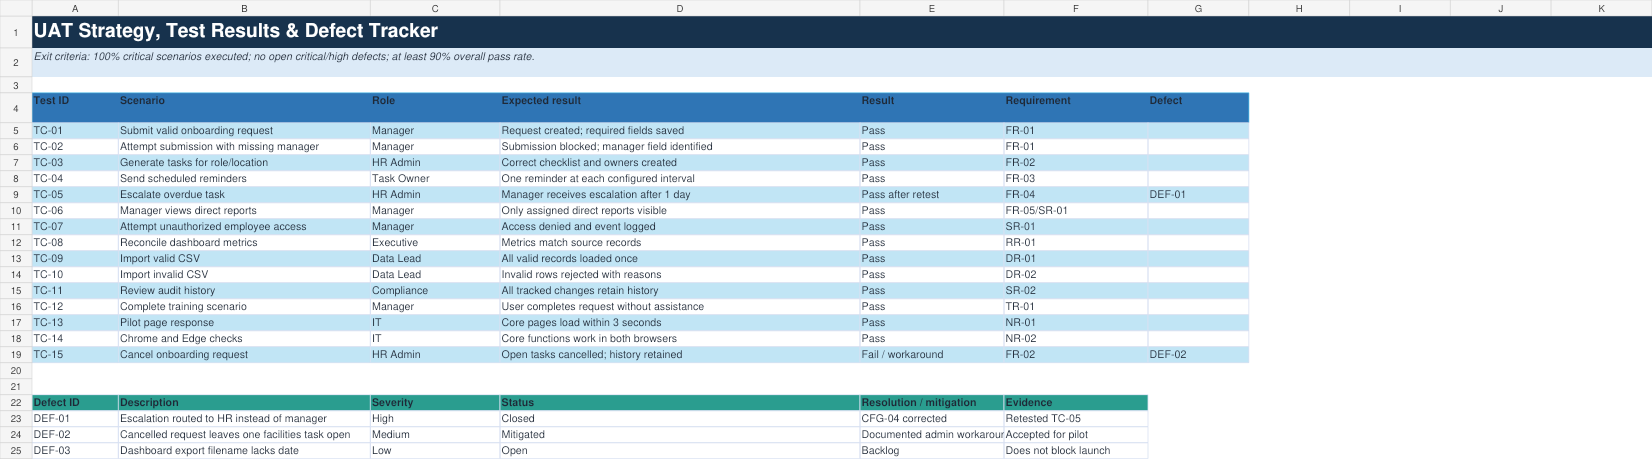 A B C D E F G H I J K
1 UAT Strategy, Test Results & Defect Tracker
2 Exit criteria: 100% critical scenarios executed; no open critical/high defects; at least 90% overall pass rate.
3
4 Test ID Scenario Role Expected result Result Requirement Defect
5 TC-01 Submit valid onboarding request Manager Request created; required fields saved Pass FR-01
6 TC-02 Attempt submission with missing manager Manager Submission blocked; manager field identified Pass FR-01
7 TC-03 Generate tasks for role/location HR Admin Correct checklist and owners created Pass FR-02
8 TC-04 Send scheduled reminders Task Owner One reminder at each configured interval Pass FR-03
9 TC-05 Escalate overdue task HR Admin Manager receives escalation after 1 day Pass after retest FR-04 DEF-01
10 TC-06 Manager views direct reports Manager Only assigned direct reports visible Pass FR-05/SR-01
11 TC-07 Attempt unauthorized employee access Manager Access denied and event logged Pass SR-01
12 TC-08 Reconcile dashboard metrics Executive Metrics match source records Pass RR-01
13 TC-09 Import valid CSV Data Lead All valid records loaded once Pass DR-01
14 TC-10 Import invalid CSV Data Lead Invalid rows rejected with reasons Pass DR-02
15 TC-11 Review audit history Compliance All tracked changes retain history Pass SR-02
16 TC-12 Complete training scenario Manager User completes request without assistance Pass TR-01
17 TC-13 Pilot page response IT Core pages load within 3 seconds Pass NR-01
18 TC-14 Chrome and Edge checks IT Core functions work in both browsers Pass NR-02
19 TC-15 Cancel onboarding request HR Admin Open tasks cancelled; history retained Fail / workaround FR-02 DEF-02
20
21
22 Defect ID Description Severity Status Resolution / mitigation Evidence
23 DEF-01 Escalation routed to HR instead of manager High Closed CFG-04 corrected Retested TC-05
24 DEF-02 Cancelled request leaves one facilities task open Medium Mitigated Documented admin workaroun Accepted for pilot
25 DEF-03 Dashboard export filename lacks date Low Open Backlog Does not block launch